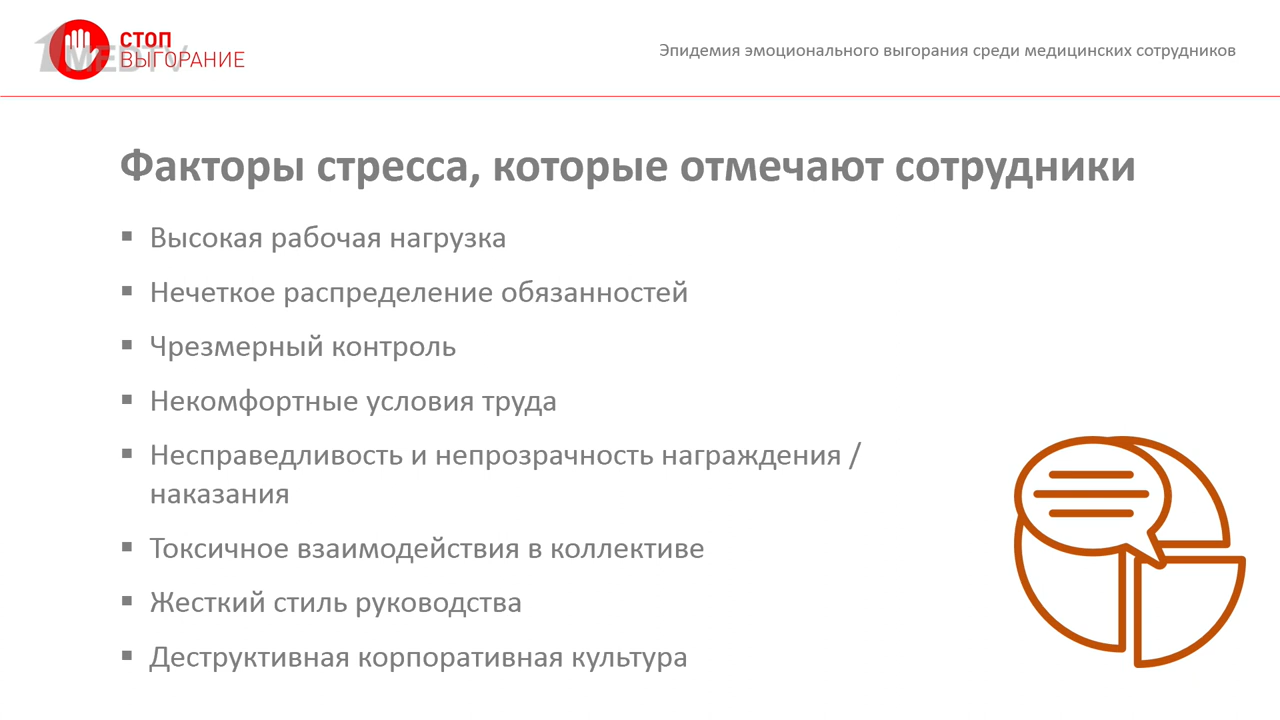 СТОП
ВЫГОРАНИЕ
1MEDTV
Эпидемия эмоционального выгорания среди медицинских сотрудников
Факторы стресса, которые отмечают сотрудники
▪ Высокая рабочая нагрузка
▪ Нечеткое распределение обязанностей
▪ Чрезмерный контроль
▪ Некомфортные условия труда
▪ Несправедливость и непрозрачность награждения /
наказания
▪ Токсичное взаимодействия в коллективе
▪ Жесткий стиль руководства
▪ Деструктивная корпоративная культура